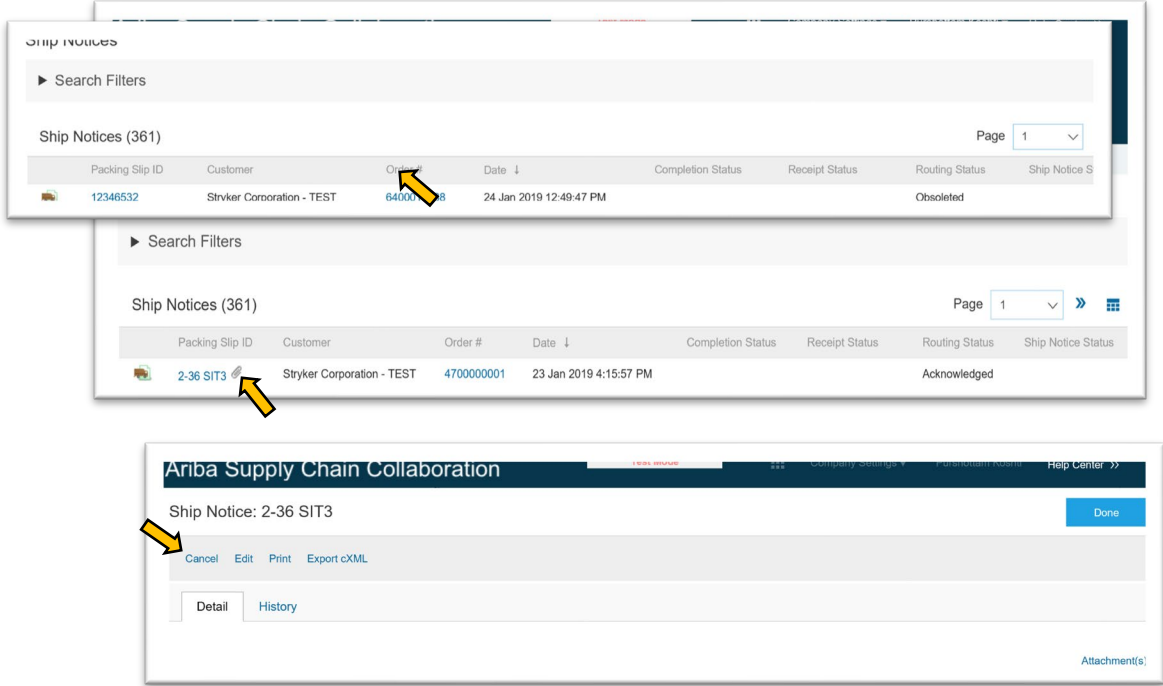 Ship Notices
Search Filters
Ship Notices (361)
Page 1
Packing Slip ID Customer Order # Date ↓ Completion Status Receipt Status Routing Status Ship Notice S
12346532 Stryker Corporation - TEST 24 Jan 2019 12:49:47 PM Obsoleted
Search Filters
Ship Notices (361)
Page 1 »
Packing Slip ID Customer Order # Date ↓ Completion Status Receipt Status Routing Status Ship Notice Status
2-36 SIT3 Stryker Corporation - TEST 4700000001 23 Jan 2019 4:15:57 PM Acknowledged
Ariba Supply Chain Collaboration Test Mode Company Settings ▾ Help Center »
Ship Notice: 2-36 SIT3 Done
Cancel Edit Print Export cXML
Detail History
Attachment(s)